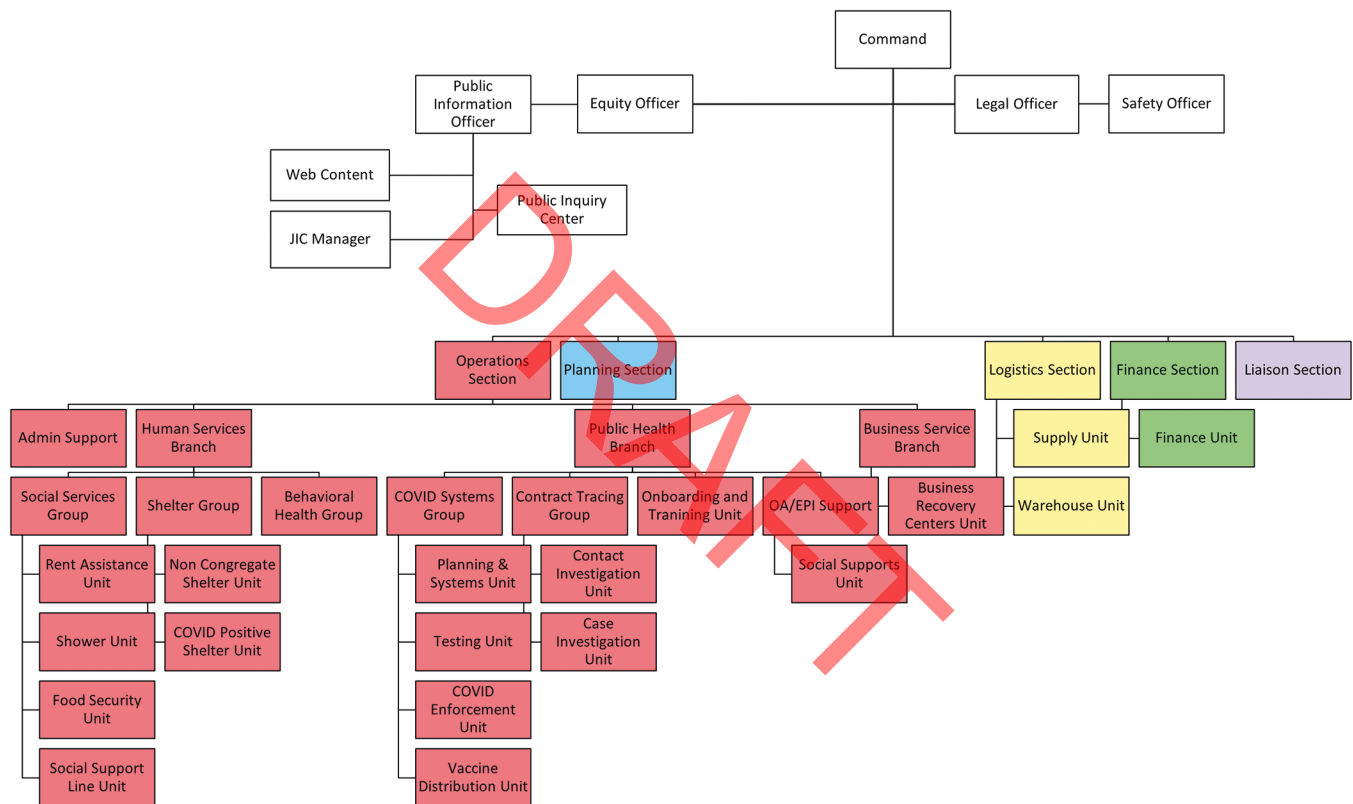 Command
Public
Information
Officer
Equity Officer
Legal Officer
Safety Officer
Web Content
Public Inquiry
Center
JIC Manager
DRAFT
Operations
Section
Planning Section
Logistics Section
Finance Section
Liaison Section
Admin Support
Human Services
Branch
Public Health
Branch
Business Service
Branch
Supply Unit
Finance Unit
Social Services
Group
Shelter Group
Behavioral
Health Group
COVID Systems
Group
Contract Tracing
Group
Onboarding and
Tranining Unit
OA/EPI Support
Business
Recovery
Centers Unit
Warehouse Unit
Rent Assistance
Unit
Non Congregate
Shelter Unit
Planning &
Systems Unit
Contact
Investigation
Unit
Social Supports
Unit
Shower Unit
COVID Positive
Shelter Unit
Testing Unit
Case
Investigation
Unit
Food Security
Unit
COVID
Enforcement
Unit
Social Support
Line Unit
Vaccine
Distribution Unit